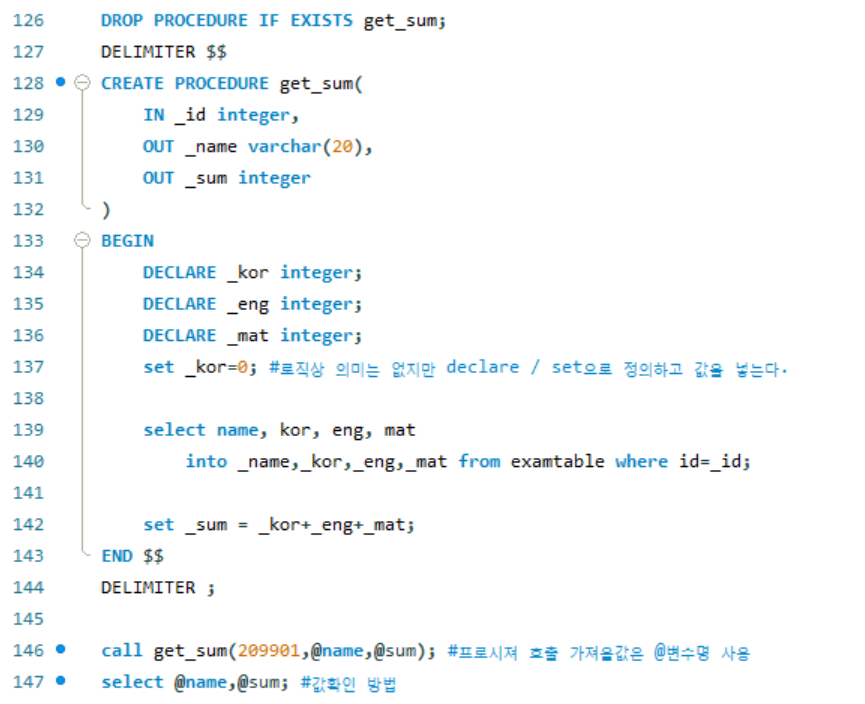 126 DROP PROCEDURE IF EXISTS get_sum;
127 DELIMITER $$
128 CREATE PROCEDURE get_sum(
129 IN _id integer,
130 OUT _name varchar(20),
131 OUT _sum integer
132 )
133 BEGIN
134 DECLARE _kor integer;
135 DECLARE _eng integer;
136 DECLARE _mat integer;
137 set _kor=0; #로직상 의미는 없지만 declare / set으로 정의하고 값을 넣는다.
138
139 select name, kor, eng, mat
140 into _name,_kor,_eng,_mat from examtable where id=_id;
141
142 set _sum = _kor+_eng+_mat;
143 END $$
144 DELIMITER ;
145
146 call get_sum(209901,@name,@sum); #프로시져 호출 가져올값은 @변수명 사용
147 select @name,@sum; #값확인 방법